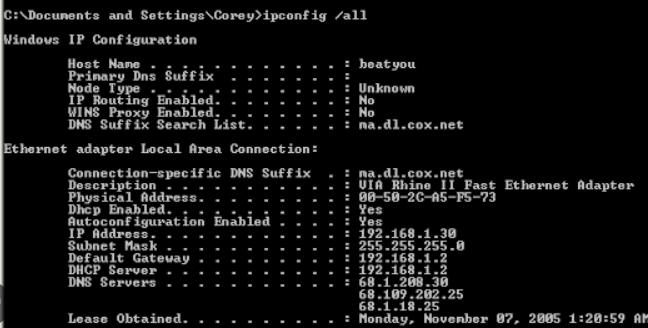 C:\Documents and Settings\Corey>ipconfig /all
Windows IP Configuration
Host Name . . . . . . . . . . . . : beatyou
Primary Dns Suffix . . . . . . . :
Node Type . . . . . . . . . . . . : Unknown
IP Routing Enabled. . . . . . . . : No
WINS Proxy Enabled. . . . . . . . : No
DNS Suffix Search List. . . . . . : ma.dl.cox.net
Ethernet adapter Local Area Connection:
Connection-specific DNS Suffix . : ma.dl.cox.net
Description . . . . . . . . . . . : VIA Rhine II Fast Ethernet Adapter
Physical Address. . . . . . . . . : 00-50-2C-A5-F5-73
Dhcp Enabled. . . . . . . . . . . : Yes
Autoconfiguration Enabled . . . . : Yes
IP Address. . . . . . . . . . . . : 192.168.1.30
Subnet Mask . . . . . . . . . . . : 255.255.255.0
Default Gateway . . . . . . . . . : 192.168.1.2
DHCP Server . . . . . . . . . . . : 192.168.1.2
DNS Servers . . . . . . . . . . . : 68.1.208.30
68.109.202.25
68.1.18.25
Lease Obtained. . . . . . . . . . : Monday, November 07, 2005 1:20:59 AM